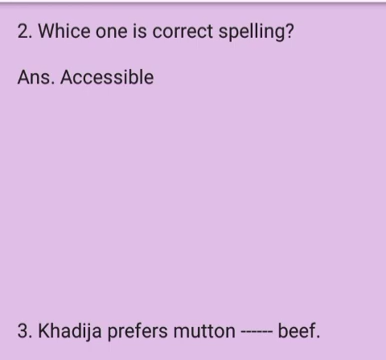 2. Whice one is correct spelling?
Ans. Accessible
3. Khadija prefers mutton ------ beef.